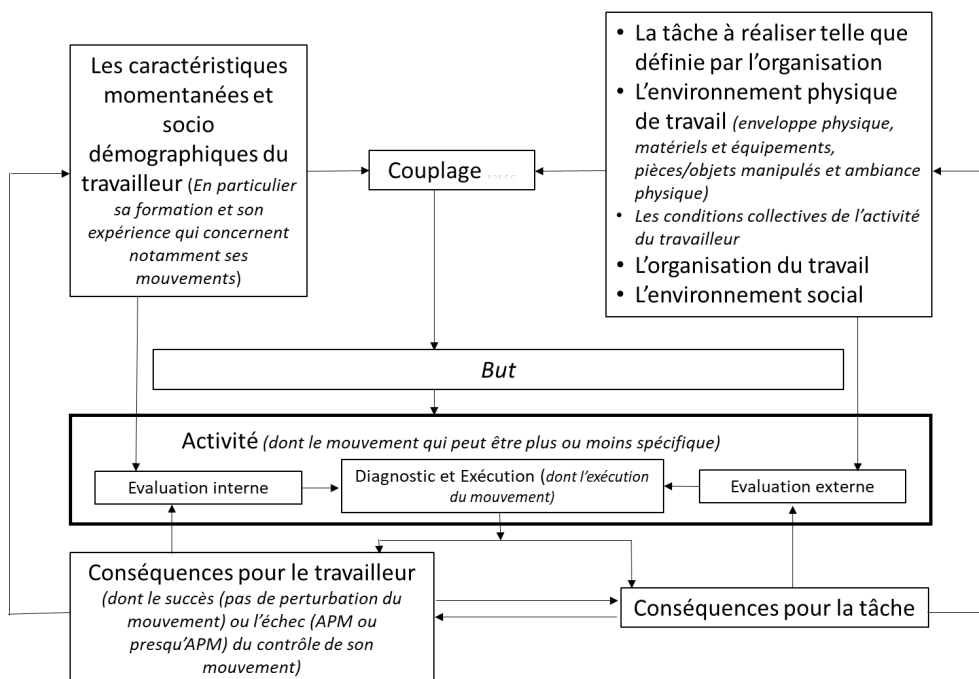 Les caractéristiques
momentanées et
socio
démographiques du
travailleur (En particulier
sa formation et son
expérience qui concernent
notamment ses
mouvements)
Couplage .....
• La tâche à réaliser telle que
définie par l'organisation
• L'environnement physique
de travail (enveloppe physique,
matériels et équipements,
pièces/objets manipulés et ambiance
physique)
• Les conditions collectives de l'activité
du travailleur
• L'organisation du travail
• L'environnement social
But
Activité (dont le mouvement qui peut être plus ou moins spécifique)
Evaluation interne
Diagnostic et Exécution (dont l'exécution
du mouvement)
Evaluation externe
Conséquences pour le travailleur
(dont le succès (pas de perturbation du
mouvement) ou l'échec (APM ou
presqu'APM) du contrôle de son
mouvement)
Conséquences pour la tâche